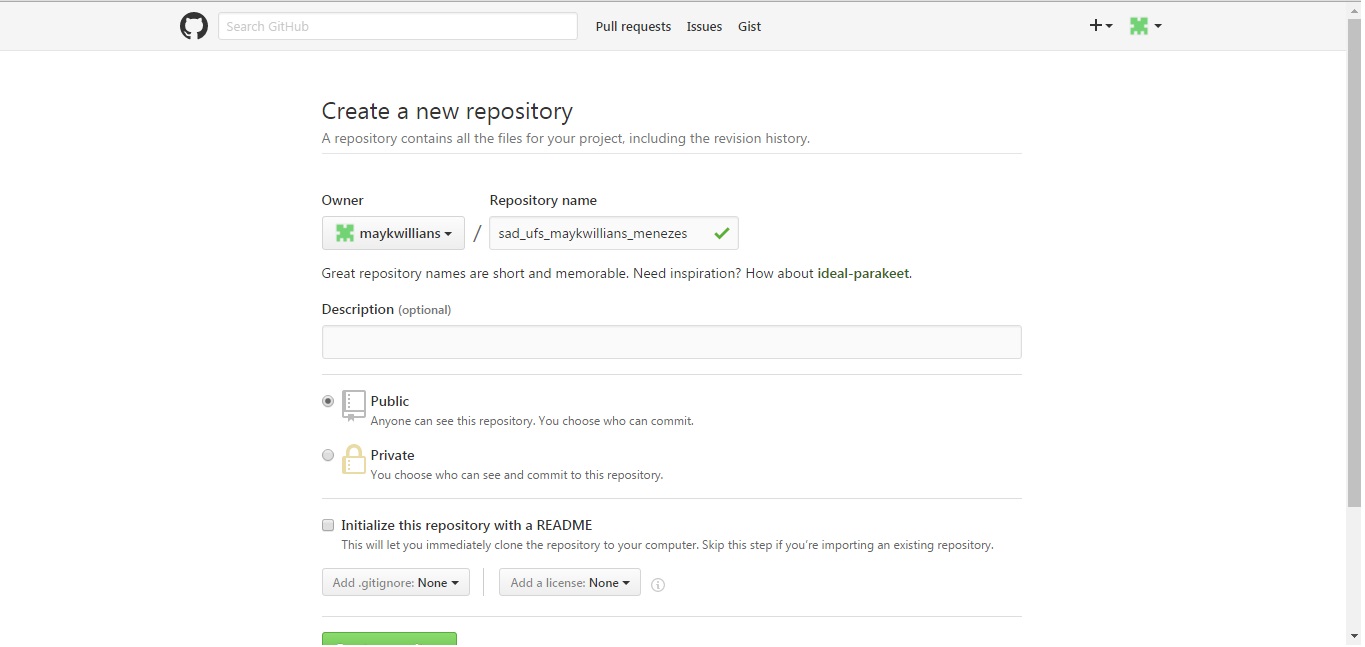 Search GitHub Pull requests Issues Gist
Create a new repository
A repository contains all the files for your project, including the revision history.
Owner Repository name
maykwillians / sad_ufs_maykwillians_menezes
Great repository names are short and memorable. Need inspiration? How about ideal-parakeet.
Description (optional)
Public
Anyone can see this repository. You choose who can commit.
Private
You choose who can see and commit to this repository.
Initialize this repository with a README
This will let you immediately clone the repository to your computer. Skip this step if you're importing an existing repository.
Add .gitignore: None Add a license: None